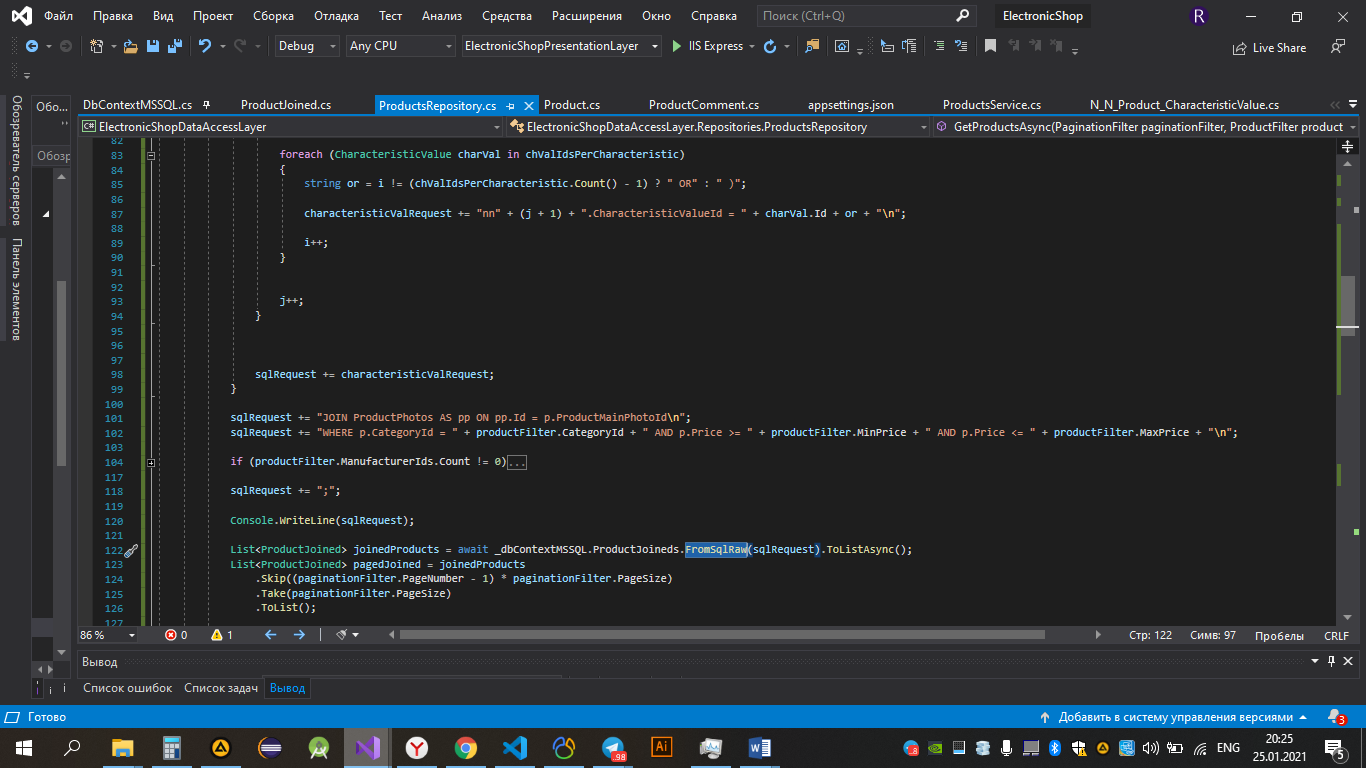 Файл Правка Вид Проект Сборка Отладка Тест Анализ Средства Расширения Окно Справка Поиск (Ctrl+Q) ElectronicShop R
Debug Any CPU ElectronicShopPresentationLayer IIS Express Live Share
Обозреватель серверов
Панель элементов
Обо...
Обозр
DbContextMSSQL.cs ProductJoined.cs ProductsRepository.cs Product.cs ProductComment.cs appsettings.json ProductsService.cs N_N_Product_CharacteristicValue.cs
ElectronicShopDataAccessLayer ElectronicShopDataAccessLayer.Repositories.ProductsRepository GetProductsAsync(PaginationFilter paginationFilter, ProductFilter product
82
83 foreach (CharacteristicValue charVal in chValIdsPerCharacteristic)
84 {
85 string or = i != (chValIdsPerCharacteristic.Count() - 1) ? " OR" : " )";
86
87 characteristicValRequest += "nn" + (j + 1) + ".CharacteristicValueId = " + charVal.Id + or + "\n";
88
89 i++;
90 }
91
92
93 j++;
94 }
95
96
97
98 sqlRequest += characteristicValRequest;
99 }
100
101 sqlRequest += "JOIN ProductPhotos AS pp ON pp.Id = p.ProductMainPhotoId\n";
102 sqlRequest += "WHERE p.CategoryId = " + productFilter.CategoryId + " AND p.Price >= " + productFilter.MinPrice + " AND p.Price <= " + productFilter.MaxPrice + "\n";
103
104 if (productFilter.ManufacturerIds.Count != 0)...
117
118 sqlRequest += ";";
119
120 Console.WriteLine(sqlRequest);
121
122 List<ProductJoined> joinedProducts = await _dbContextMSSQL.ProductJoineds.FromSqlRaw(sqlRequest).ToListAsync();
123 List<ProductJoined> pagedJoined = joinedProducts
124 .Skip((paginationFilter.PageNumber - 1) * paginationFilter.PageSize)
125 .Take(paginationFilter.PageSize)
126 .ToList();
127
86 % 0 1 Стр: 122 Симв: 97 Пробелы CRLF
Вывод
Список ошибок Список задач Вывод
Готово Добавить в систему управления версиями 3
.98 Ai ENG 20:25
25.01.2021 5